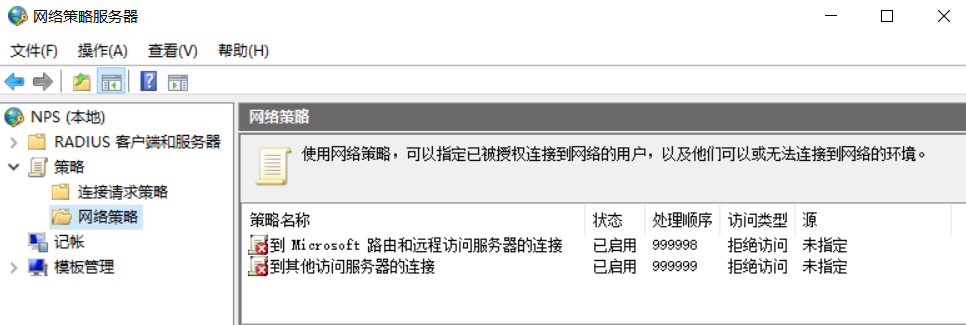 网络策略服务器
文件(F) 操作(A) 查看(V) 帮助(H)
NPS (本地)
RADIUS 客户端和服务器
策略
连接请求策略
网络策略
记帐
模板管理
网络策略
使用网络策略，可以指定已被授权连接到网络的用户，以及他们可以或无法连接到网络的环境。
策略名称 状态 处理顺序 访问类型 源
到 Microsoft 路由和远程访问服务器的连接 已启用 999998 拒绝访问 未指定
到其他访问服务器的连接 已启用 999999 拒绝访问 未指定